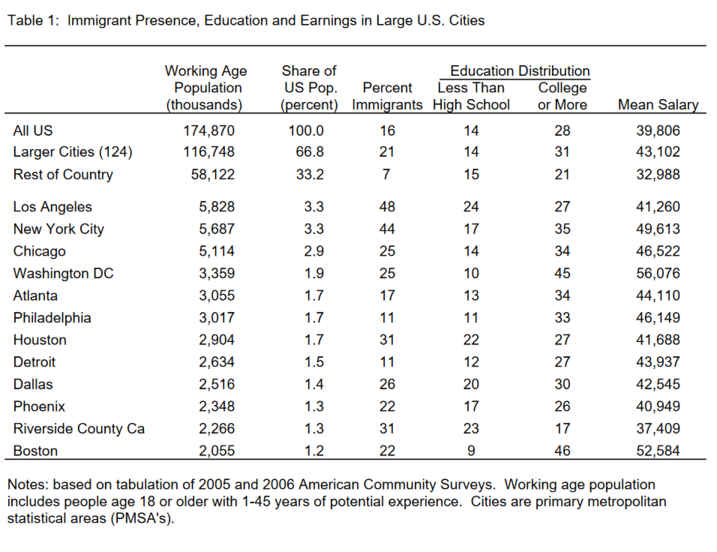 Table 1: Immigrant Presence, Education and Earnings in Large U.S. Cities
Working Age Share of Education Distribution
Population US Pop. Percent Less Than College
(thousands) (percent) Immigrants High School or More Mean Salary
All US 174,870 100.0 16 14 28 39,806
Larger Cities (124) 116,748 66.8 21 14 31 43,102
Rest of Country 58,122 33.2 7 15 21 32,988
Los Angeles 5,828 3.3 48 24 27 41,260
New York City 5,687 3.3 44 17 35 49,613
Chicago 5,114 2.9 25 14 34 46,522
Washington DC 3,359 1.9 25 10 45 56,076
Atlanta 3,055 1.7 17 13 34 44,110
Philadelphia 3,017 1.7 11 11 33 46,149
Houston 2,904 1.7 31 22 27 41,688
Detroit 2,634 1.5 11 12 27 43,937
Dallas 2,516 1.4 26 20 30 42,545
Phoenix 2,348 1.3 22 17 26 40,949
Riverside County Ca 2,266 1.3 31 23 17 37,409
Boston 2,055 1.2 22 9 46 52,584
Notes: based on tabulation of 2005 and 2006 American Community Surveys. Working age population
includes people age 18 or older with 1-45 years of potential experience. Cities are primary metropolitan
statistical areas (PMSA's).